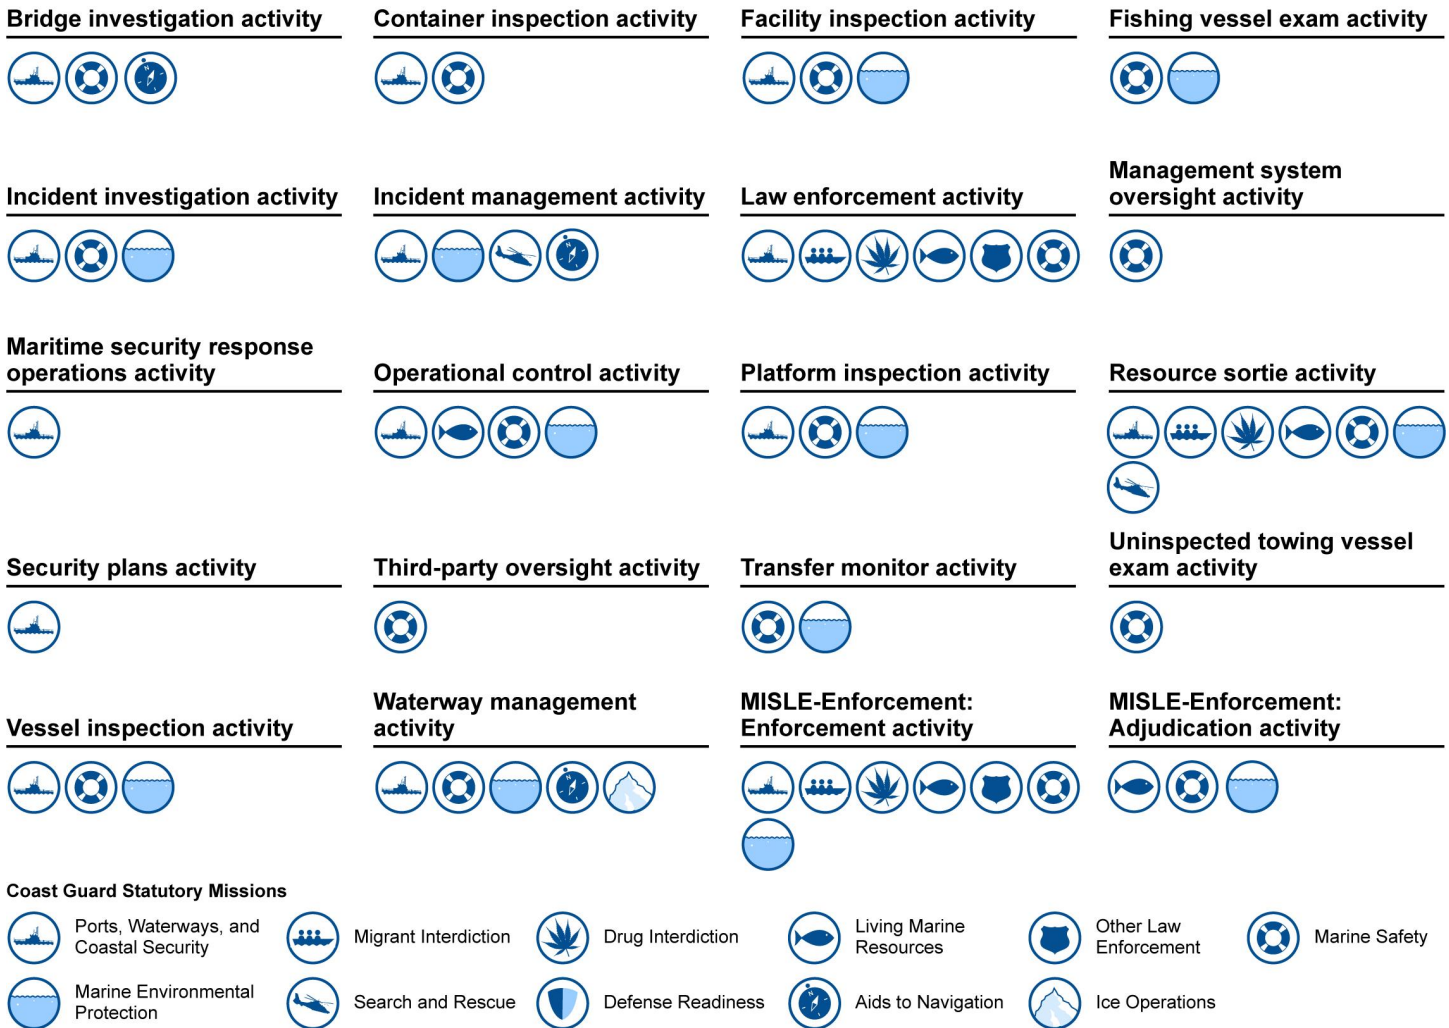 Bridge investigation activity
Container inspection activity
Facility inspection activity
Fishing vessel exam activity
Incident investigation activity
Incident management activity
Law enforcement activity
Management system
oversight activity
Maritime security response
operations activity
Operational control activity
Platform inspection activity
Resource sortie activity
Security plans activity
Third-party oversight activity
Transfer monitor activity
Uninspected towing vessel
exam activity
Vessel inspection activity
Waterway management
activity
MISLE-Enforcement:
Enforcement activity
MISLE-Enforcement:
Adjudication activity
Coast Guard Statutory Missions
Ports, Waterways, and
Coastal Security
Migrant Interdiction
Drug Interdiction
Living Marine
Resources
Other Law
Enforcement
Marine Safety
Marine Environmental
Protection
Search and Rescue
Defense Readiness
Aids to Navigation
Ice Operations